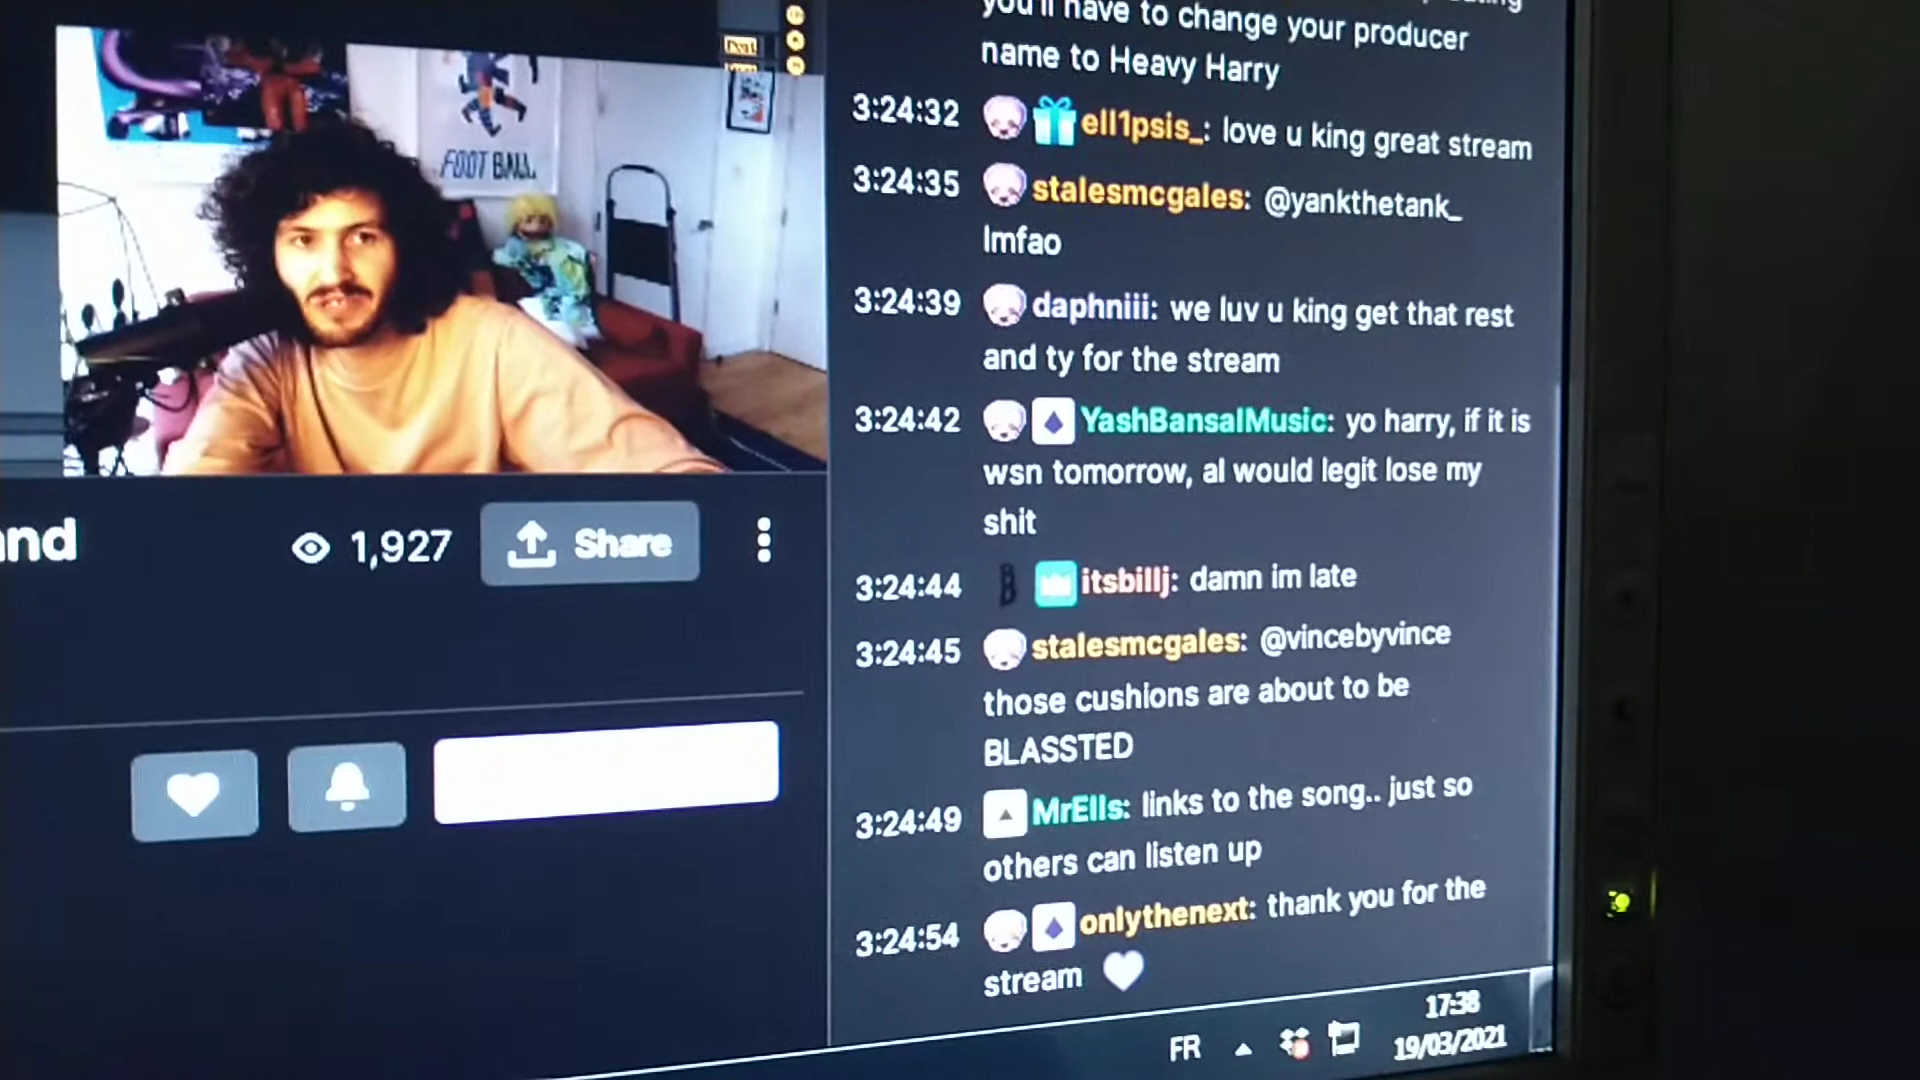 you'll have to change your producer
name to Heavy Harry
3:24:32 ell1psis_: love u king great stream
3:24:35 stalesmcgales: @yankthetank_
lmfao
3:24:39 daphniii: we luv u king get that rest
and ty for the stream
3:24:42 YashBansalMusic: yo harry, if it is
wsn tomorrow, al would legit lose my
shit
3:24:44 B itsbillj: damn im late
3:24:45 stalesmcgales: @vincebyvince
those cushions are about to be
BLASSTED
3:24:49 MrElls: links to the song.. just so
others can listen up
3:24:54 onlythenext: thank you for the
stream
FOOT BALL
1,927 Share
FR
17:38
19/03/2021